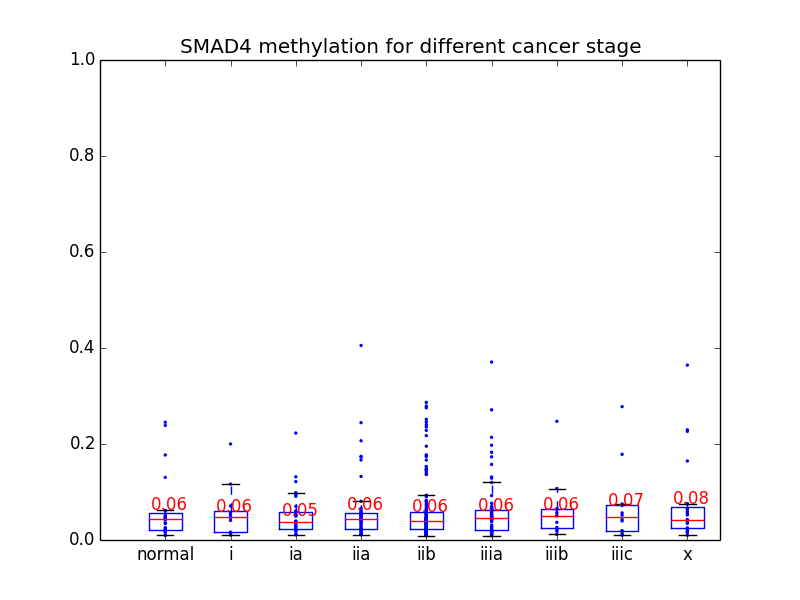 SMAD4 methylation for different cancer stage
1.0
0.8
0.6
0.4
0.2
0.0
0.06 0.06 0.05 0.06 0.06 0.06 0.06 0.07 0.08
normal i ia iia iib iiia iiib iiic x